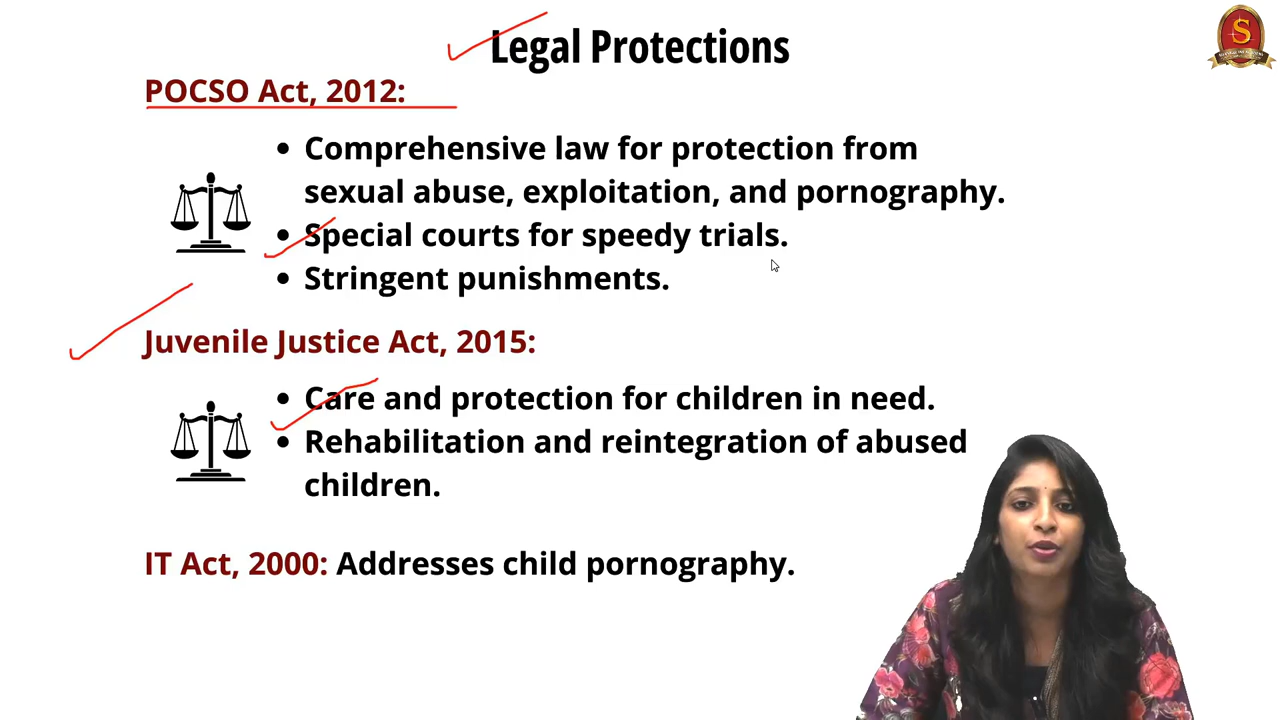 Legal Protections
POCSO Act, 2012:
• Comprehensive law for protection from
sexual abuse, exploitation, and pornography.
• Special courts for speedy trials.
• Stringent punishments.
Juvenile Justice Act, 2015:
• Care and protection for children in need.
• Rehabilitation and reintegration of abused
children.
IT Act, 2000: Addresses child pornography.
S